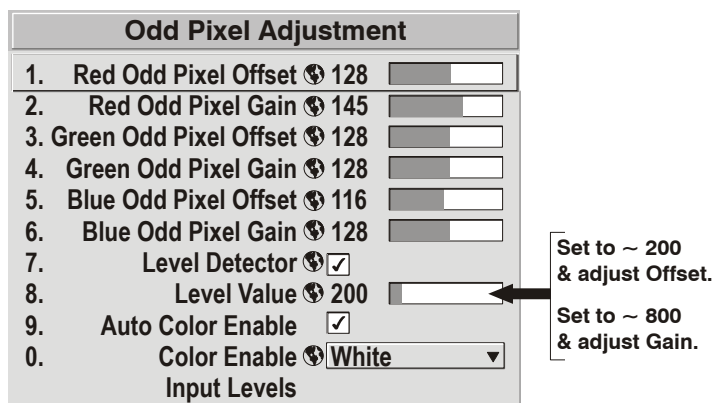 Odd Pixel Adjustment
1. Red Odd Pixel Offset 128
2. Red Odd Pixel Gain 145
3. Green Odd Pixel Offset 128
4. Green Odd Pixel Gain 128
5. Blue Odd Pixel Offset 116
6. Blue Odd Pixel Gain 128
7. Level Detector ✓
8. Level Value 200
9. Auto Color Enable ✓
0. Color Enable White ▼
Input Levels
Set to ~ 200
& adjust Offset.
Set to ~ 800
& adjust Gain.